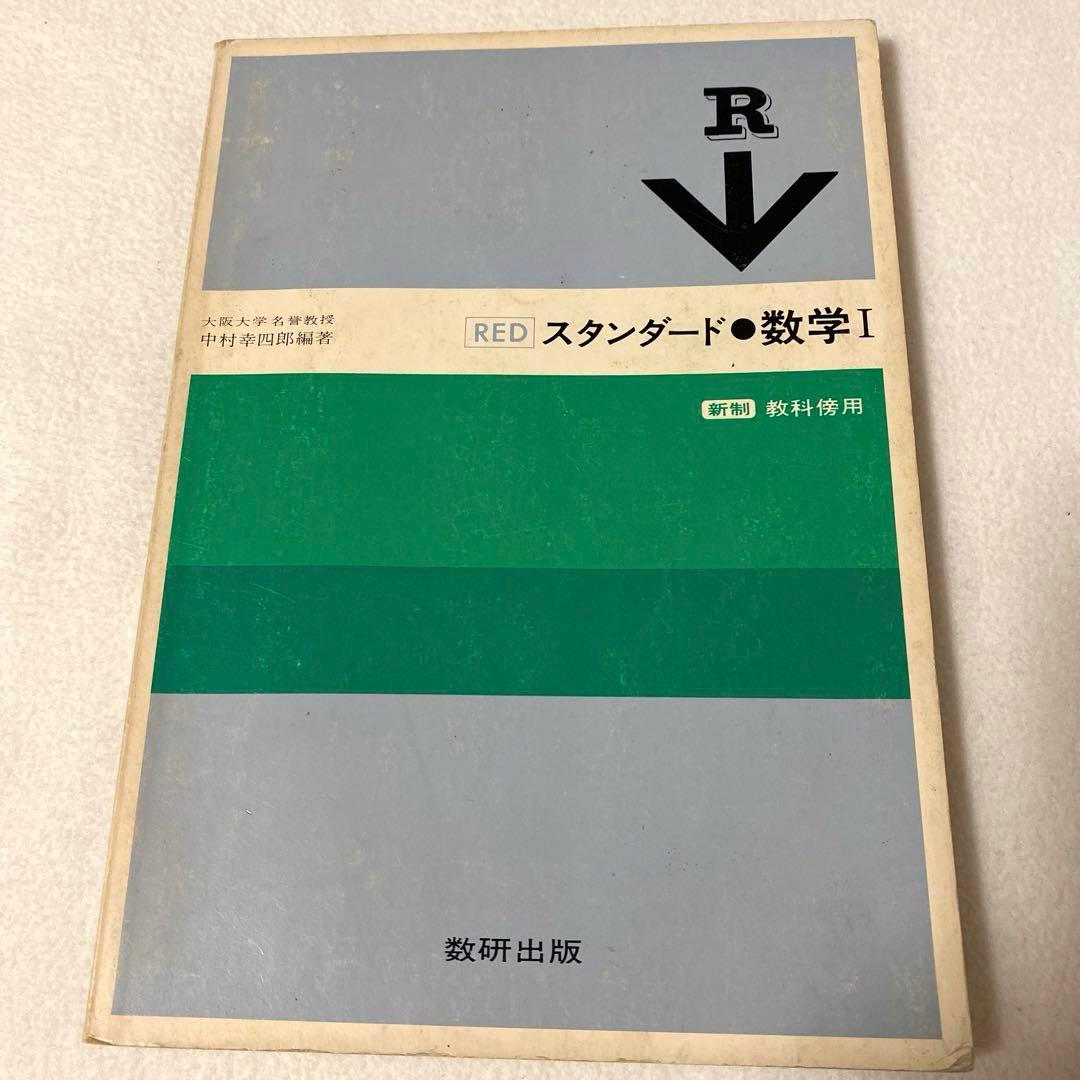 R
大阪大学名誉教授
中村幸四郎編著
RED スタンダード●数学I
新制 教科傍用
数研出版